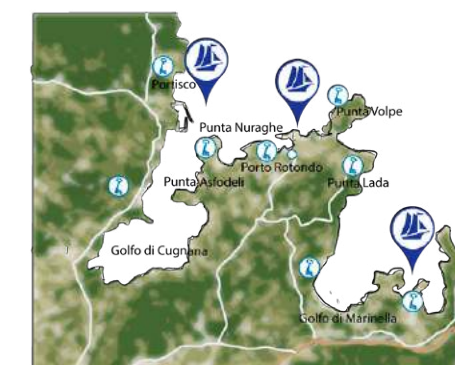 Portisco
Punta Volpe
Punta Nuraghe
Porto Rotondo
Punta Asfodeli
Punta Lada
Golfo di Cugnana
Golfo di Marinella